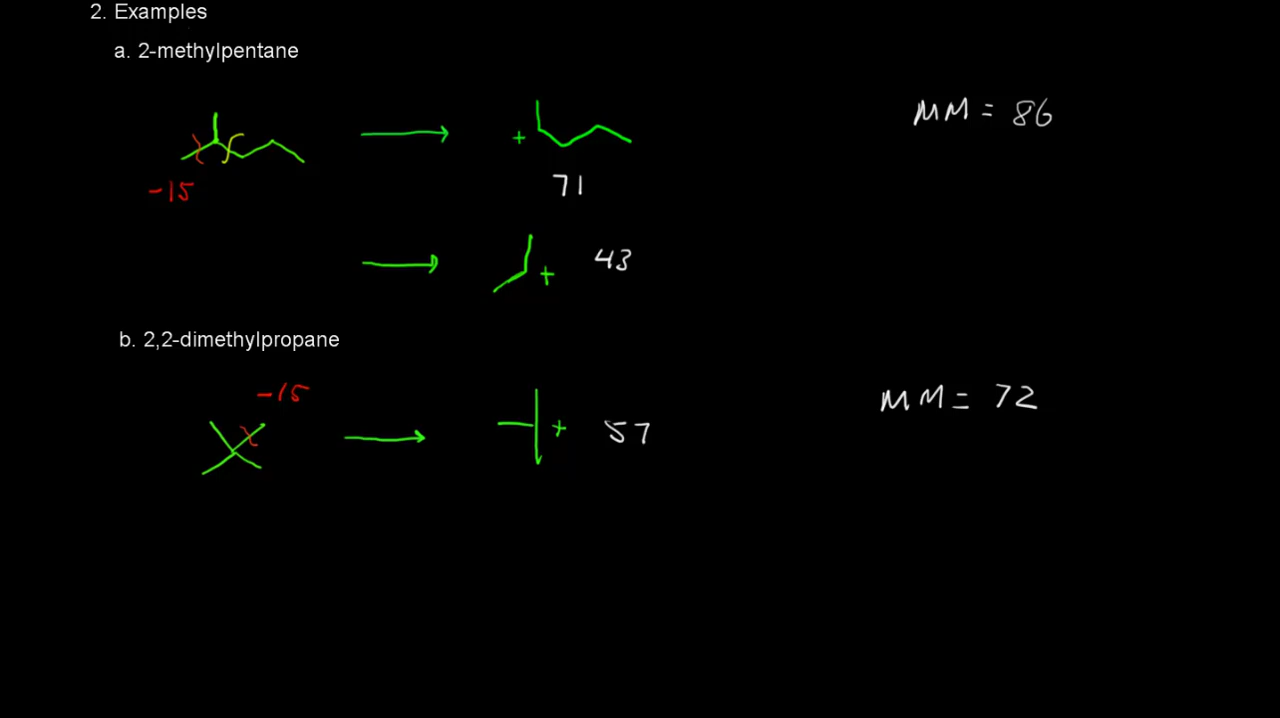 2. Examples
a. 2-methylpentane
MM = 86
+
-15
71
43
+
b. 2,2-dimethylpropane
-15
MM = 72
+ 57